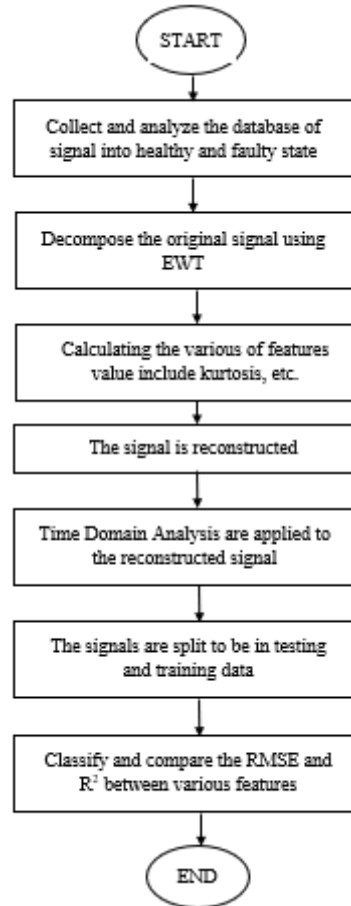 START
Collect and analyze the database of
signal into healthy and faulty state
Decompose the original signal using
EWT
Calculating the various of features
value include kurtosis, etc.
The signal is reconstructed
Time Domain Analysis are applied to
the reconstructed signal
The signals are split to be in testing
and training data
Classify and compare the RMSE and
R² between various features
END